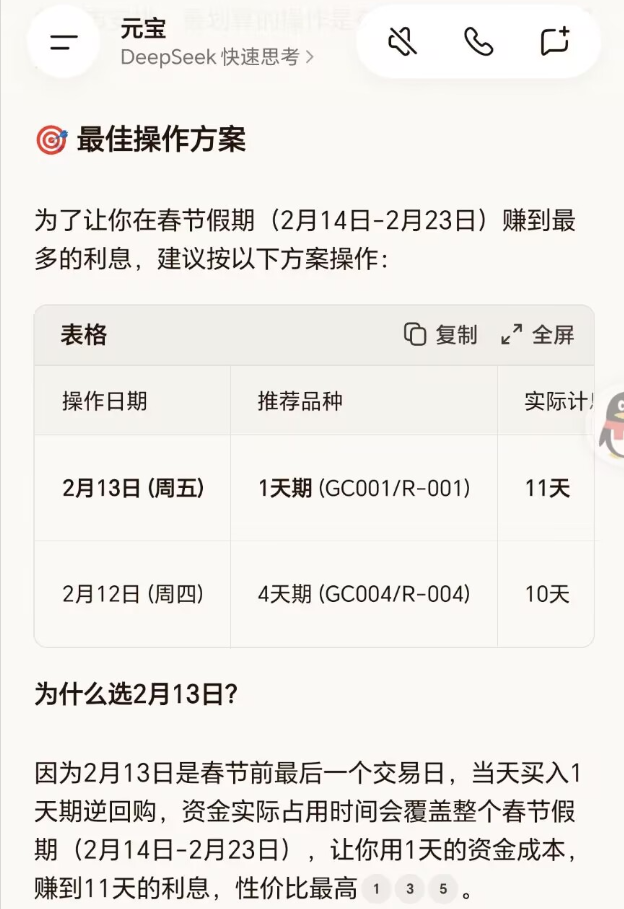 元宝
DeepSeek 快速思考 >
🎯 最佳操作方案
为了让你在春节假期（2月14日-2月23日）赚到最
多的利息，建议按以下方案操作：
表格 复制 全屏
操作日期 推荐品种 实际计
2月13日 (周五) 1天期 (GC001/R-001) 11天
2月12日 (周四) 4天期 (GC004/R-004) 10天
为什么选2月13日?
因为2月13日是春节前最后一个交易日，当天买入1
天期逆回购，资金实际占用时间会覆盖整个春节假
期（2月14日-2月23日），让你用1天的资金成本，
赚到11天的利息，性价比最高 1 3 5 。